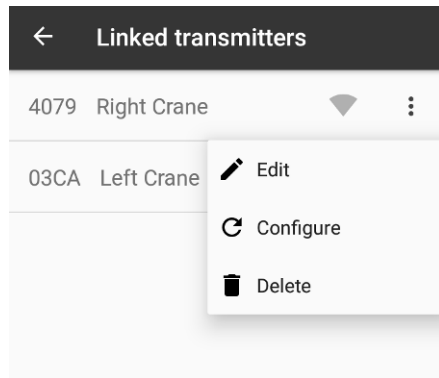 Linked transmitters
4079 Right Crane
03CA Left Crane
Edit
Configure
Delete